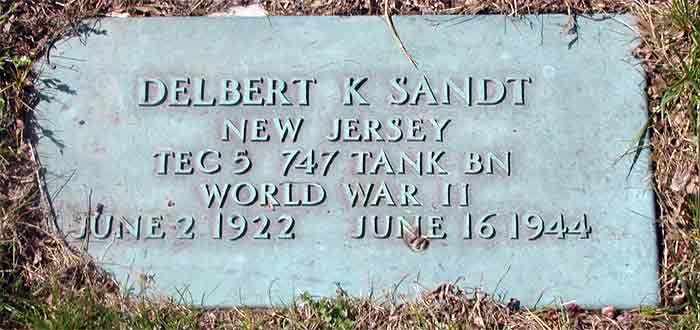 DELBERT K SANDT
NEW JERSEY
TEC 5 747 TANK BN
WORLD WAR II
JUNE 2 1922 JUNE 16 1944